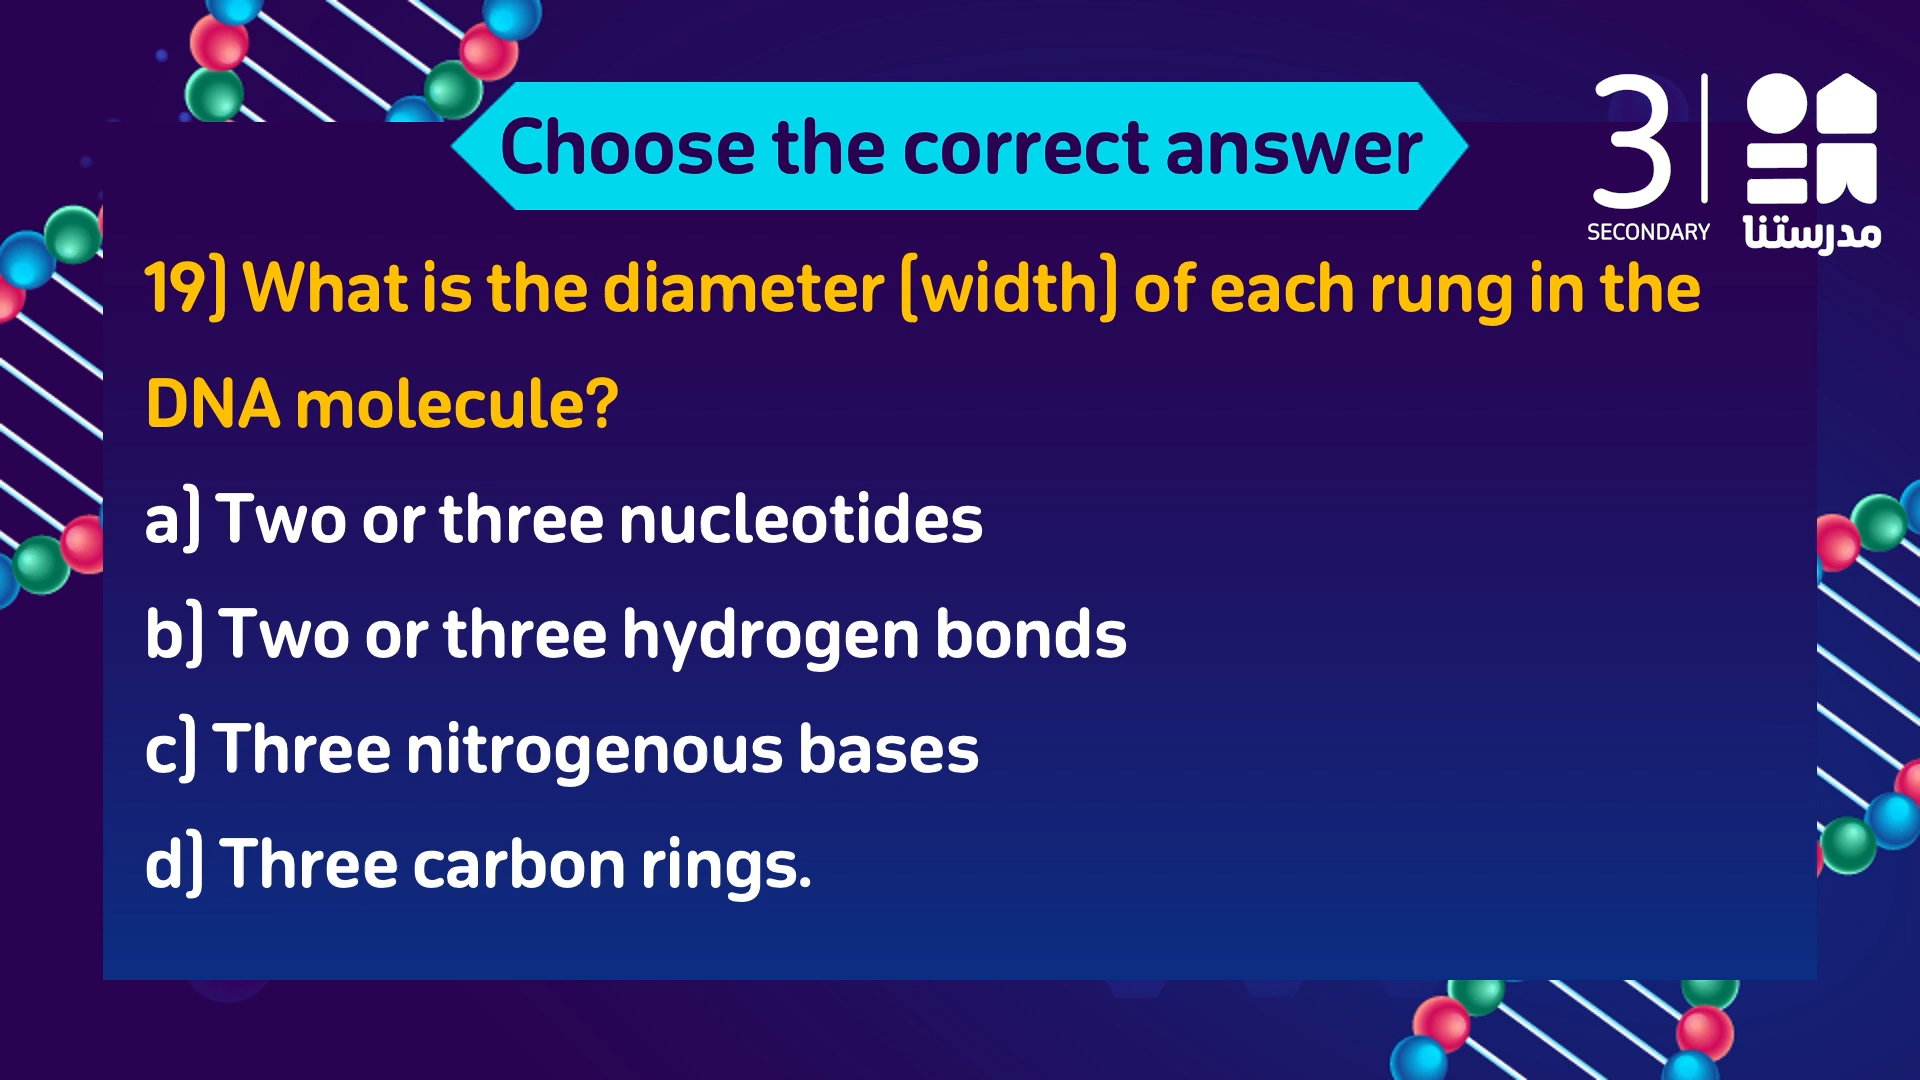 Choose the correct answer
3
SECONDARY
مدرستنا
19) What is the diameter (width) of each rung in the
DNA molecule?
a) Two or three nucleotides
b) Two or three hydrogen bonds
c) Three nitrogenous bases
d) Three carbon rings.